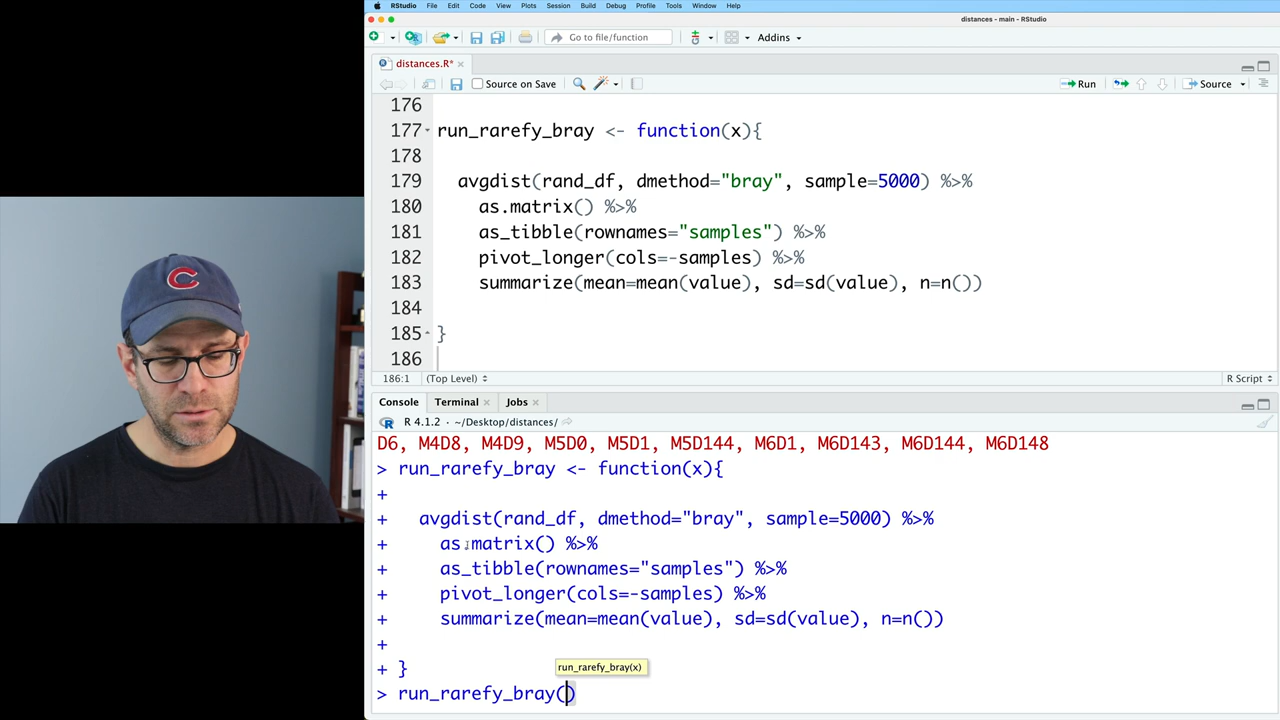 RStudio File Edit Code View Plots Session Build Debug Profile Tools Window Help
distances - main - RStudio
Go to file/function Addins
distances.R*
Source on Save Run Source
176
177 run_rarefy_bray <- function(x){
178
179 avgdist(rand_df, dmethod="bray", sample=5000) %>%
180 as.matrix() %>%
181 as_tibble(rownames="samples") %>%
182 pivot_longer(cols=-samples) %>%
183 summarize(mean=mean(value), sd=sd(value), n=n())
184
185 }
186
186:1 (Top Level) R Script
Console Terminal Jobs
R 4.1.2 · ~/Desktop/distances/
D6, M4D8, M4D9, M5D0, M5D1, M5D144, M6D1, M6D143, M6D144, M6D148
> run_rarefy_bray <- function(x){
+
+ avgdist(rand_df, dmethod="bray", sample=5000) %>%
+ as.matrix() %>%
+ as_tibble(rownames="samples") %>%
+ pivot_longer(cols=-samples) %>%
+ summarize(mean=mean(value), sd=sd(value), n=n())
+
+ }
run_rarefy_bray(x)
> run_rarefy_bray()
C